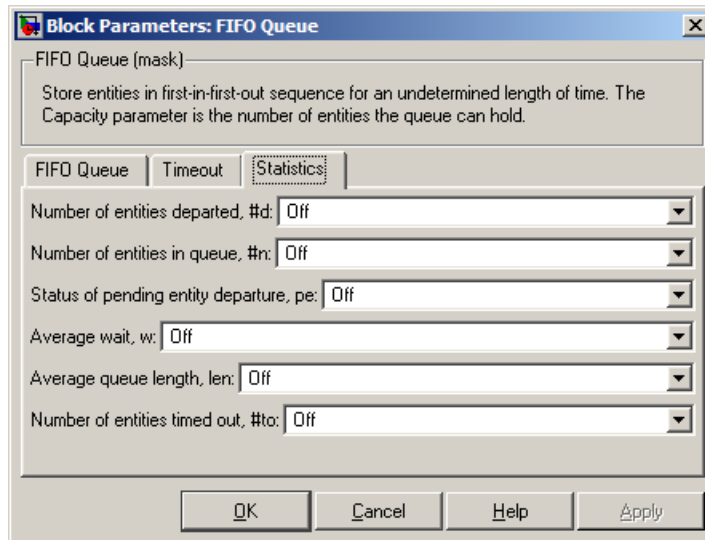 Block Parameters: FIFO Queue
FIFO Queue (mask)
Store entities in first-in-first-out sequence for an undetermined length of time. The
Capacity parameter is the number of entities the queue can hold.
FIFO Queue Timeout Statistics
Number of entities departed, #d: Off
Number of entities in queue, #n: Off
Status of pending entity departure, pe: Off
Average wait, w: Off
Average queue length, len: Off
Number of entities timed out, #to: Off
OK Cancel Help Apply